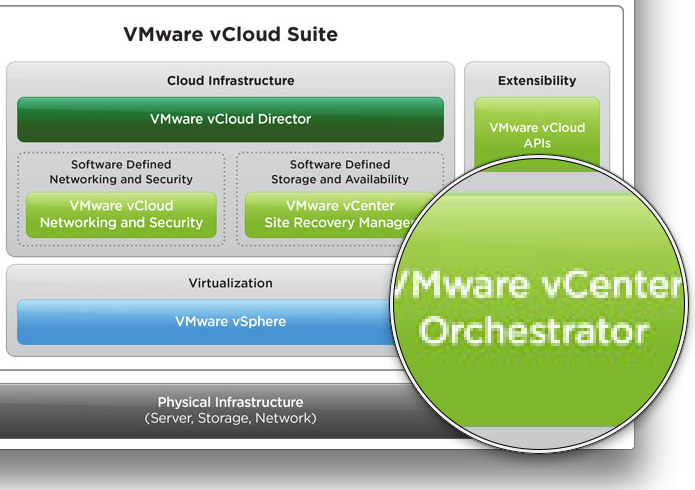 VMware vCloud Suite
Cloud Infrastructure
VMware vCloud Director
Software Defined
Networking and Security
VMware vCloud
Networking and Security
Software Defined
Storage and Availability
VMware vCenter
Site Recovery Manager
Extensibility
VMware vCloud
APIs
VMware vCenter
Orchestrator
Virtualization
VMware vSphere
Physical Infrastructure
(Server, Storage, Network)